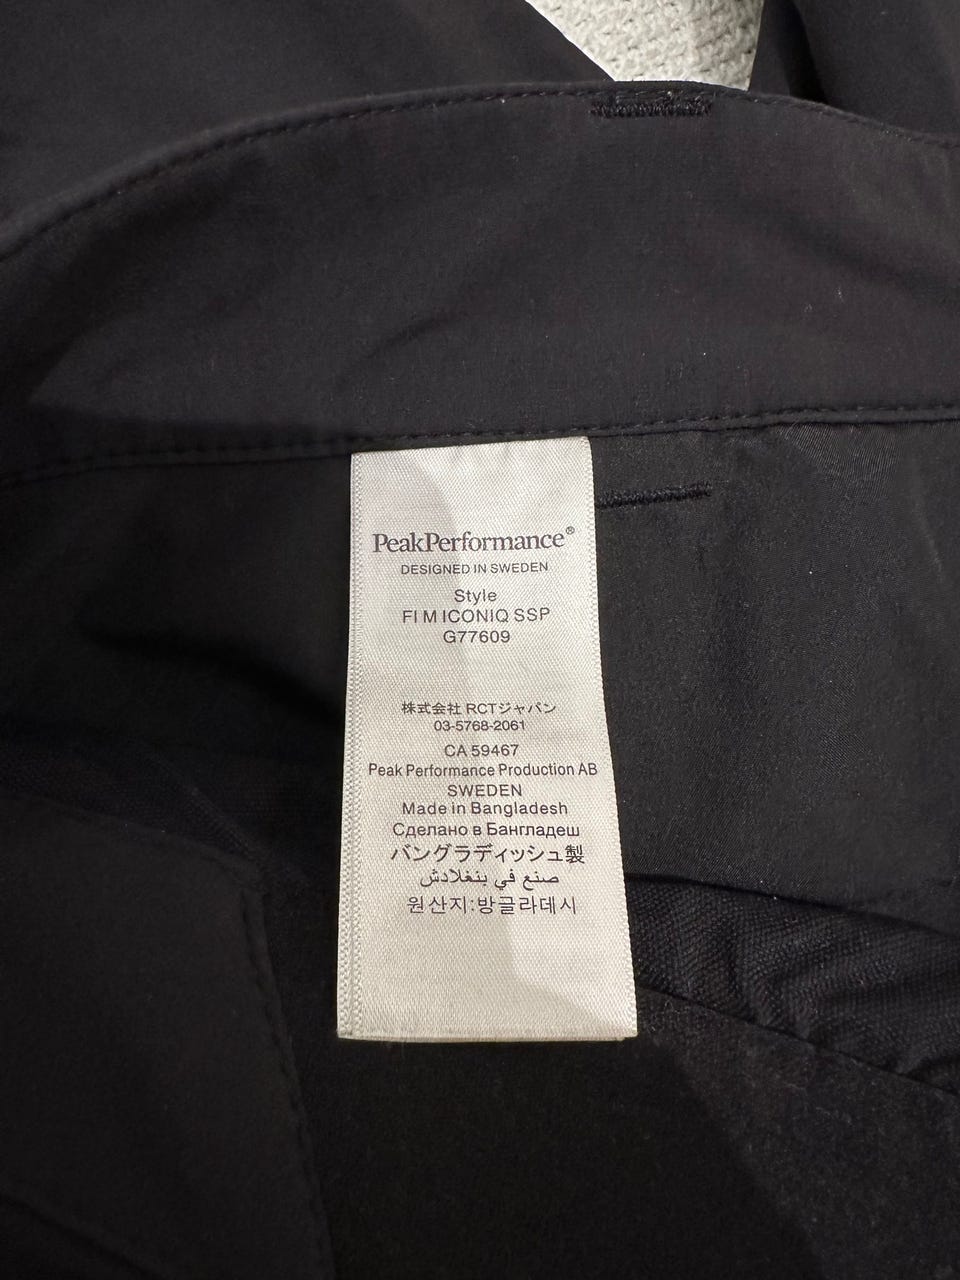 PeakPerformance®
DESIGNED IN SWEDEN
Style
FI M ICONIQ SSP
G77609
株式会社 RCTジャパン
03-5768-2061
CA 59467
Peak Performance Production AB
SWEDEN
Made in Bangladesh
Сделано в Бангладеш
バングラディッシュ製
صنع في بنغلادش
원산지:방글라데시